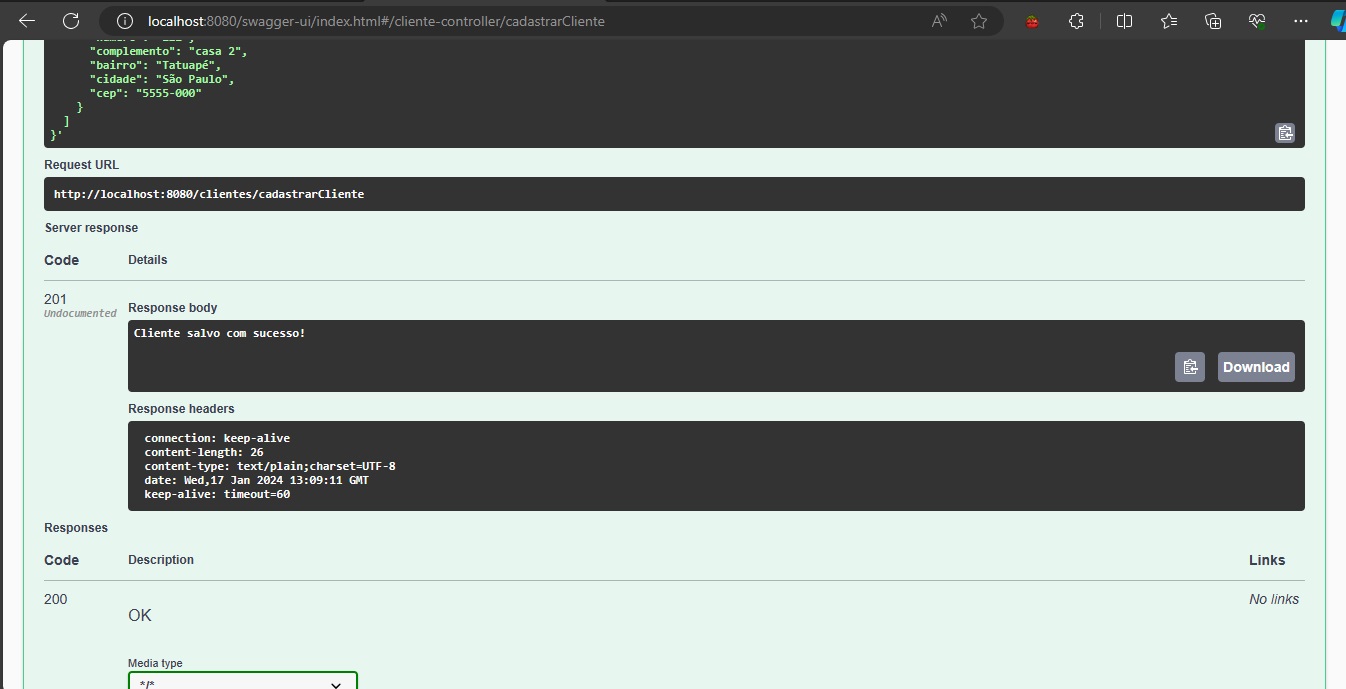 localhost:8080/swagger-ui/index.html#/cliente-controller/cadastrarCliente
"complemento": "casa 2",
"bairro": "Tatuapé",
"cidade": "São Paulo",
"cep": "5555-000"
}
]
}'
Request URL
http://localhost:8080/clientes/cadastrarCliente
Server response
Code Details
201
Undocumented
Response body
Cliente salvo com sucesso!
Download
Response headers
connection: keep-alive
content-length: 26
content-type: text/plain;charset=UTF-8
date: Wed,17 Jan 2024 13:09:11 GMT
keep-alive: timeout=60
Responses
Code Description Links
200 No links
OK
Media type
*/*